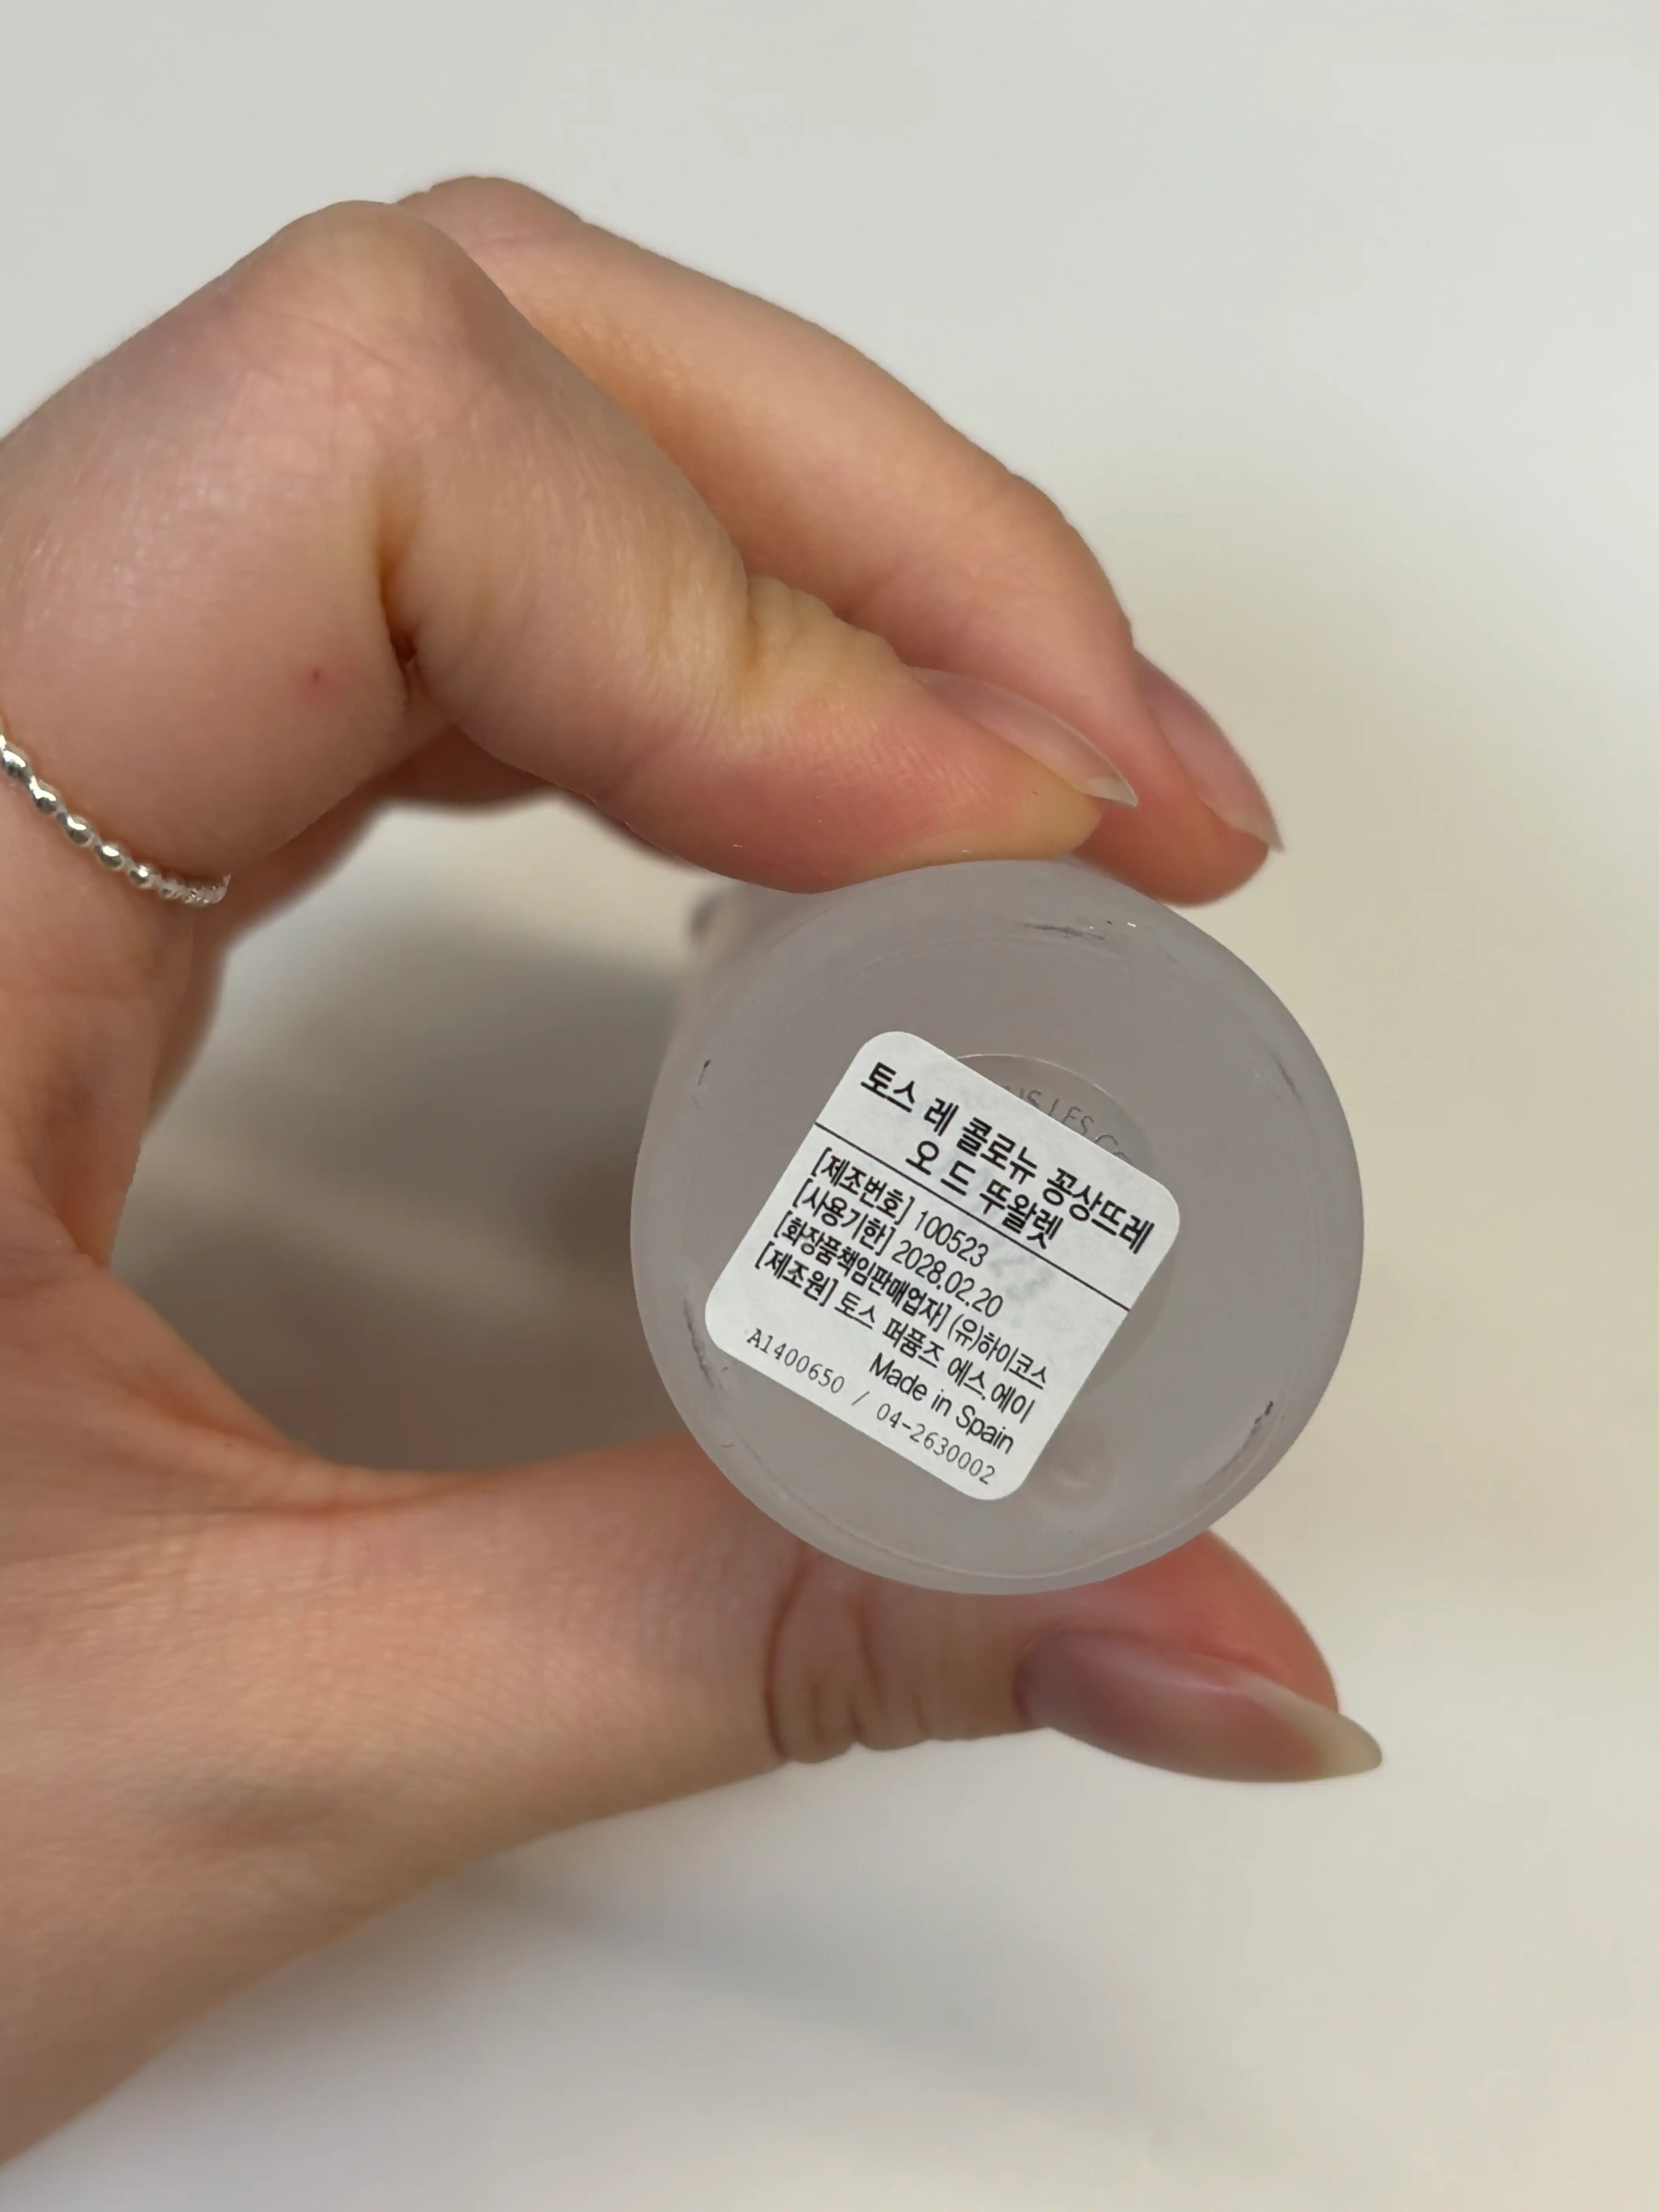 토스 레 콜로뉴 꽁상뜨레
오 드 뚜왈렛
[제조번호] 100523
[사용기한] 2028.02.20
[화장품책임판매업자] (유)하이코스
[제조원] 토스 퍼퓸즈 에스.에이
Made in Spain
A1400650 / 04-2630002